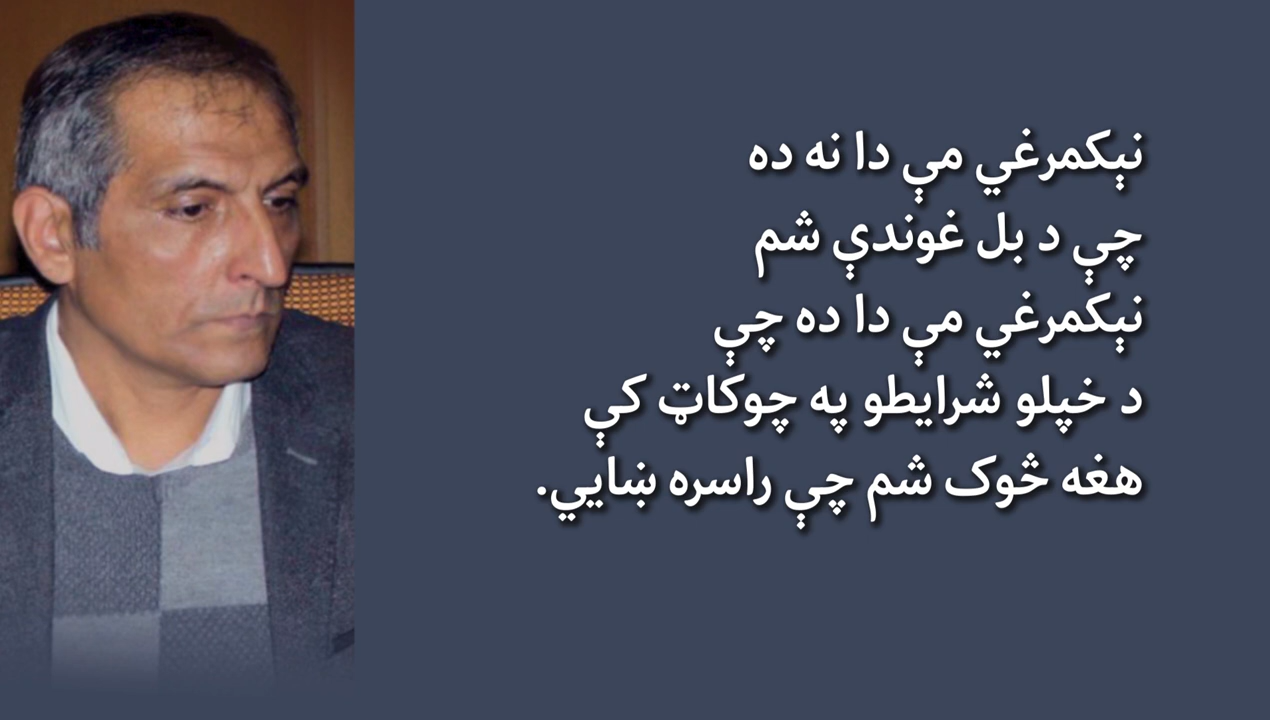 نېکمرغي مې دا نه ده
چې د بل غوندې شم
نېکمرغي مې دا ده چې
د خپلو شرایطو په چوکاټ کې
هغه څوک شم چې راسره ښایي.